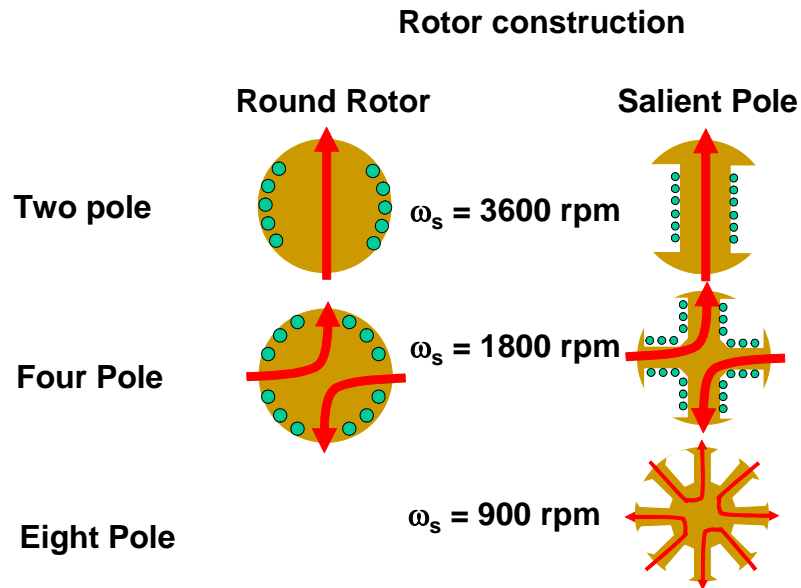 Rotor construction
Round Rotor
Salient Pole
Two pole
ωs = 3600 rpm
Four Pole
ωs = 1800 rpm
Eight Pole
ωs = 900 rpm